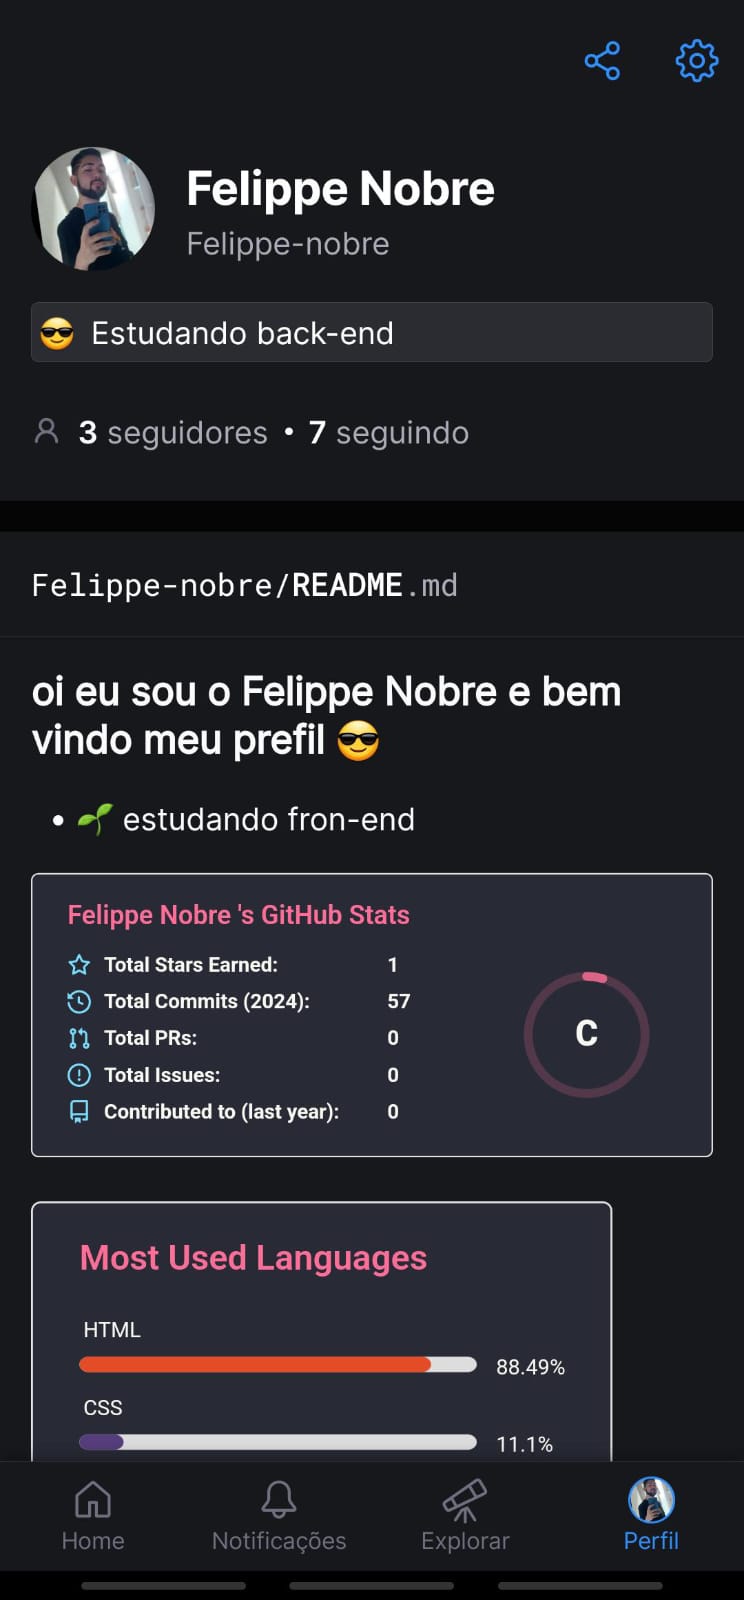 Felippe Nobre
Felippe-nobre
😎 Estudando back-end
3 seguidores • 7 seguindo
Felippe-nobre/README.md
oi eu sou o Felippe Nobre e bem
vindo meu prefil 😎
• 🌱 estudando fron-end
Felippe Nobre 's GitHub Stats
Total Stars Earned: 1
Total Commits (2024): 57
Total PRs: 0
Total Issues: 0
Contributed to (last year): 0
C
Most Used Languages
HTML
88.49%
CSS
11.1%
Home Notificações Explorar Perfil